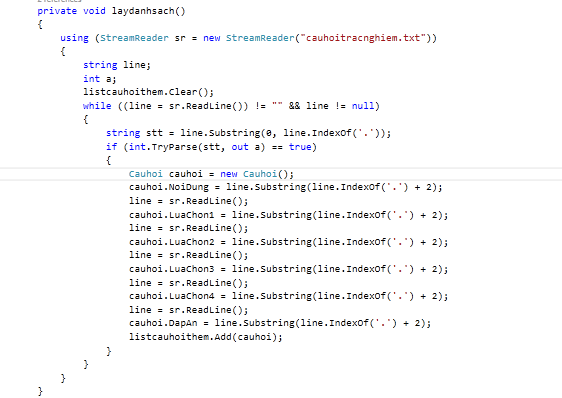 2 references
private void laydanhsach()
{
using (StreamReader sr = new StreamReader("cauhoitracnghiem.txt"))
{
string line;
int a;
listcauhoithem.Clear();
while ((line = sr.ReadLine()) != "" && line != null)
{
string stt = line.Substring(0, line.IndexOf('.'));
if (int.TryParse(stt, out a) == true)
{
Cauhoi cauhoi = new Cauhoi();
cauhoi.NoiDung = line.Substring(line.IndexOf('.') + 2);
line = sr.ReadLine();
cauhoi.LuaChon1 = line.Substring(line.IndexOf('.') + 2);
line = sr.ReadLine();
cauhoi.LuaChon2 = line.Substring(line.IndexOf('.') + 2);
line = sr.ReadLine();
cauhoi.LuaChon3 = line.Substring(line.IndexOf('.') + 2);
line = sr.ReadLine();
cauhoi.LuaChon4 = line.Substring(line.IndexOf('.') + 2);
line = sr.ReadLine();
cauhoi.DapAn = line.Substring(line.IndexOf('.') + 2);
listcauhoithem.Add(cauhoi);
}
}
}
}